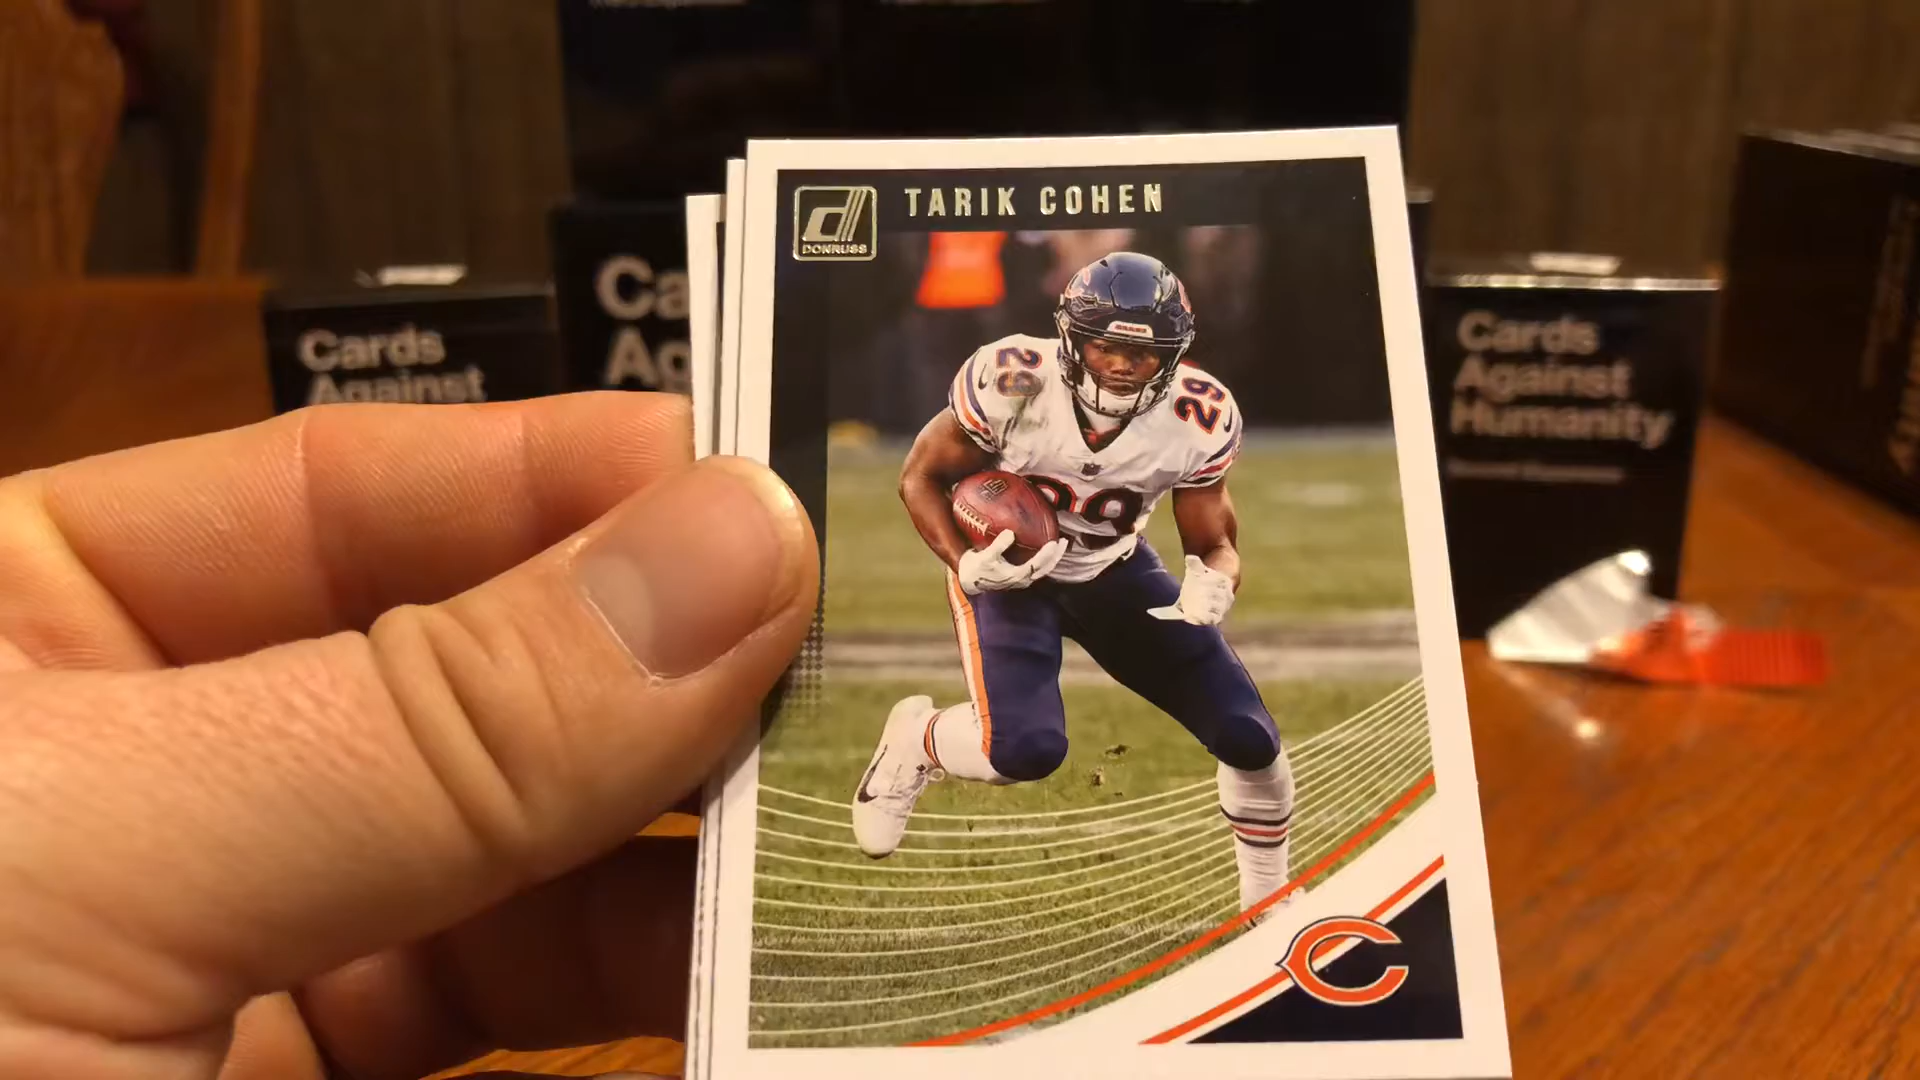 TARIK COHEN
DONRUSS
29
29
29
Cards
Against
Ca
Ag
Cards
Against
Humanity